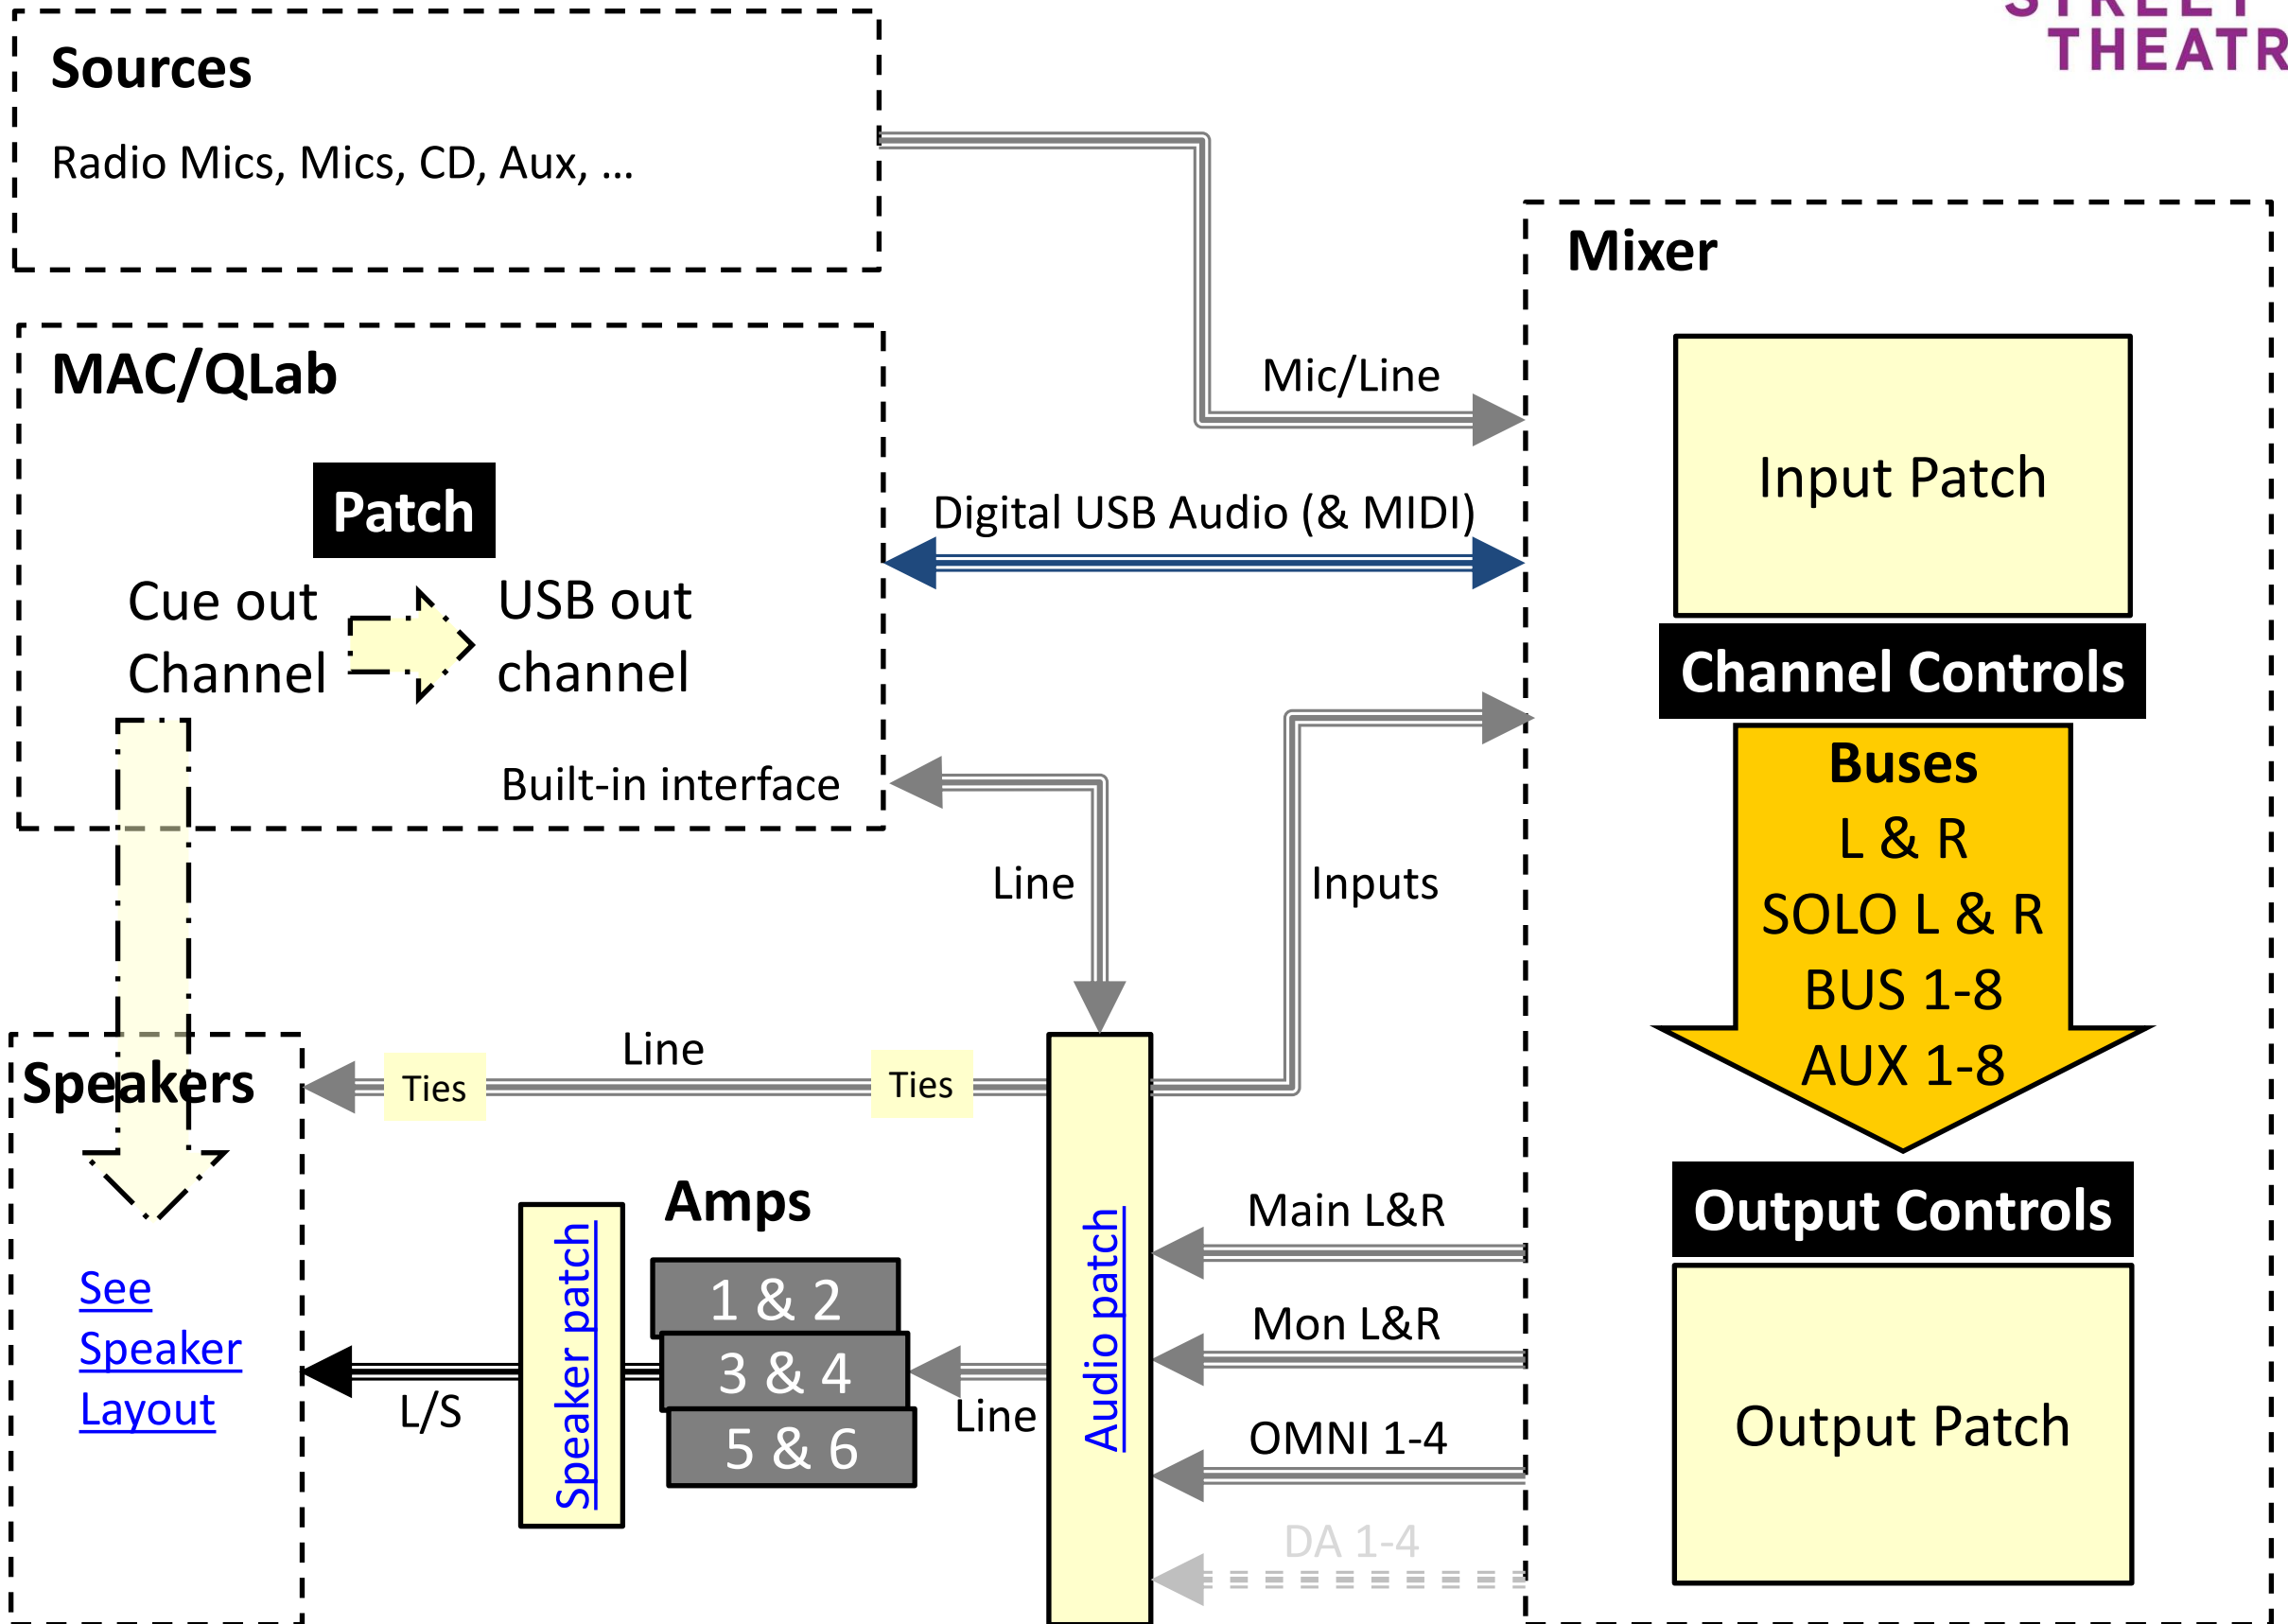 THEATR
Sources
Radio Mics, Mics, CD, Aux, ...
Mixer
MAC/QLab
Mic/Line
Input Patch
Patch
Digital USB Audio (& MIDI)
Cue out
Channel
USB out
channel
Channel Controls
Built-in interface
Buses
L & R
SOLO L & R
BUS 1-8
AUX 1-8
Line
Inputs
Line
Speakers
Ties
Ties
Amps
Main L&R
Output Controls
See
Speaker
Layout
Speaker patch
1 & 2
3 & 4
5 & 6
Audio patch
Mon L&R
L/S
Line
OMNI 1-4
Output Patch
DA 1-4